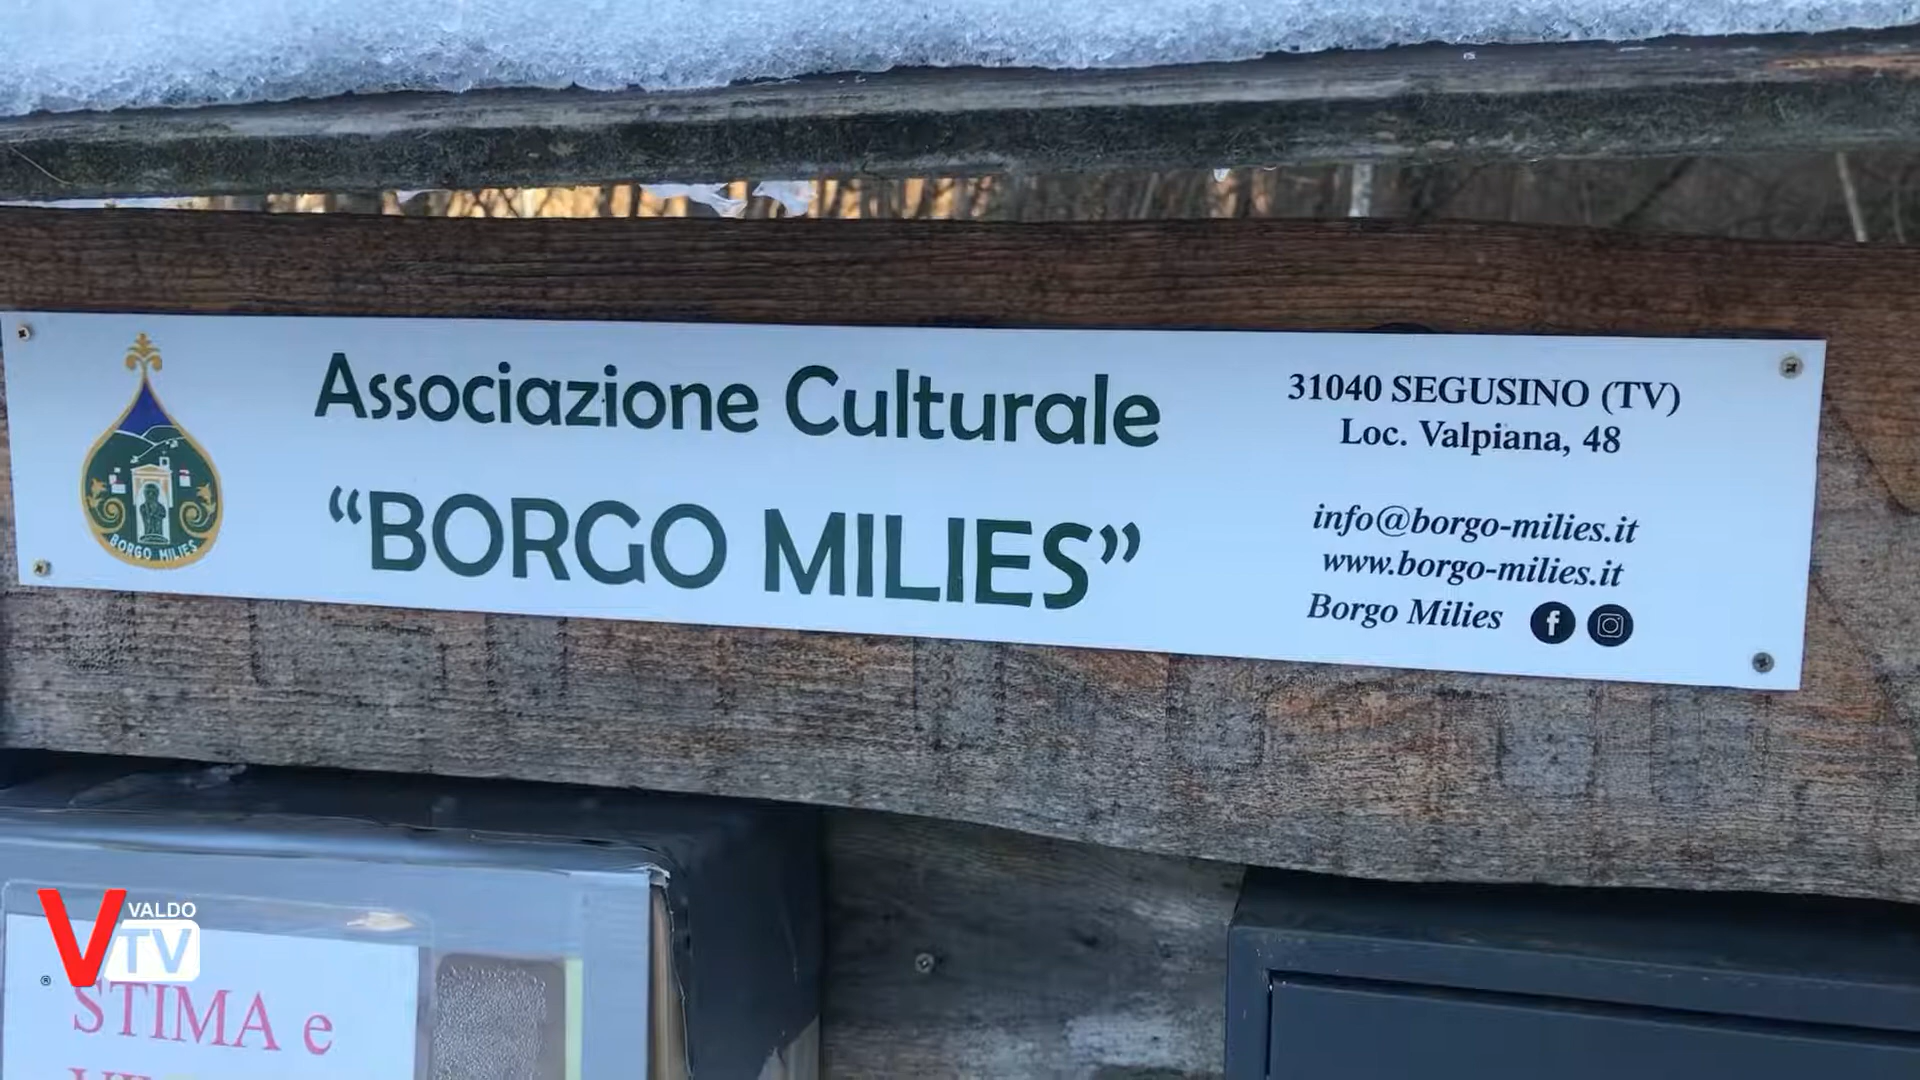 Associazione Culturale
“BORGO MILIES”
BORGO MILIES
31040 SEGUSINO (TV)
Loc. Valpiana, 48
info@borgo-milies.it
www.borgo-milies.it
Borgo Milies
VALDO
TV
STIMA e